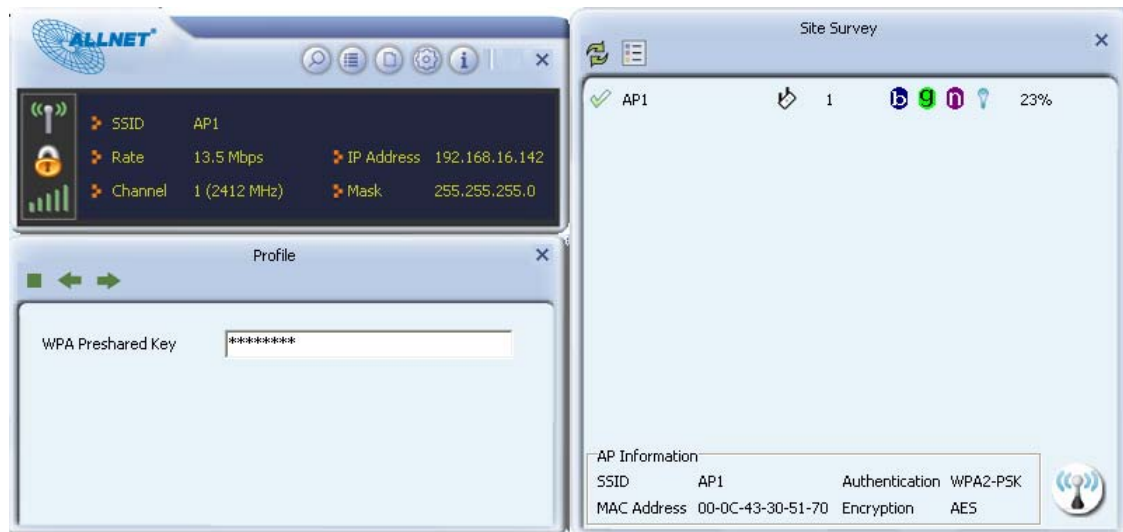 ALLNET
SSID AP1
Rate 13.5 Mbps IP Address 192.168.16.142
Channel 1 (2412 MHz) Mask 255.255.255.0
Profile
WPA Preshared Key ********
Site Survey
AP1 1 b g n 23%
AP Information
SSID AP1 Authentication WPA2-PSK
MAC Address 00-0C-43-30-51-70 Encryption AES